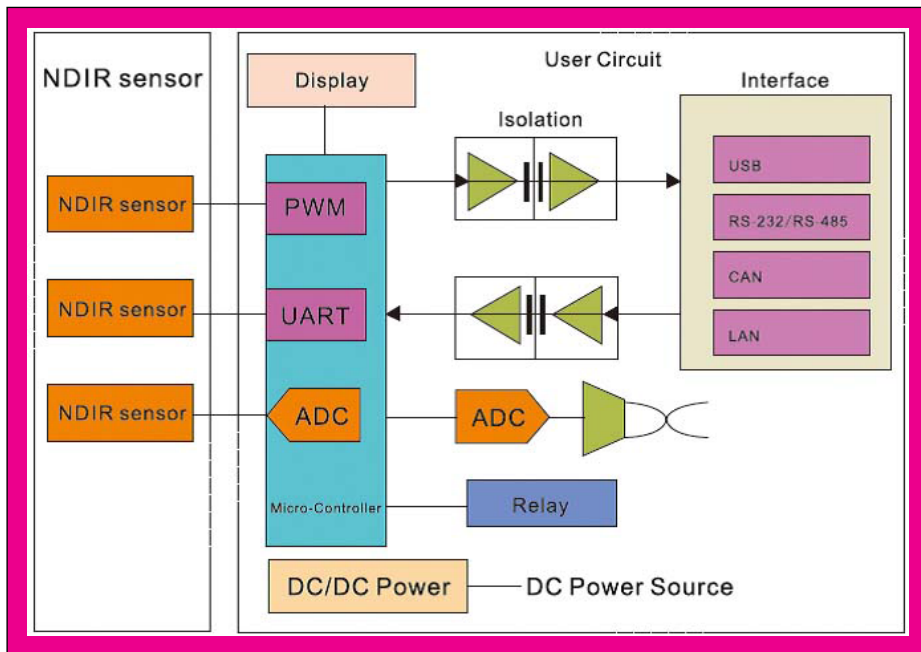 NDIR sensor
User Circuit
Display
Interface
Isolation
USB
NDIR sensor
PWM
RS-232/RS-485
CAN
NDIR sensor
UART
LAN
NDIR sensor
ADC
ADC
Micro-Controller
Relay
DC/DC Power
DC Power Source